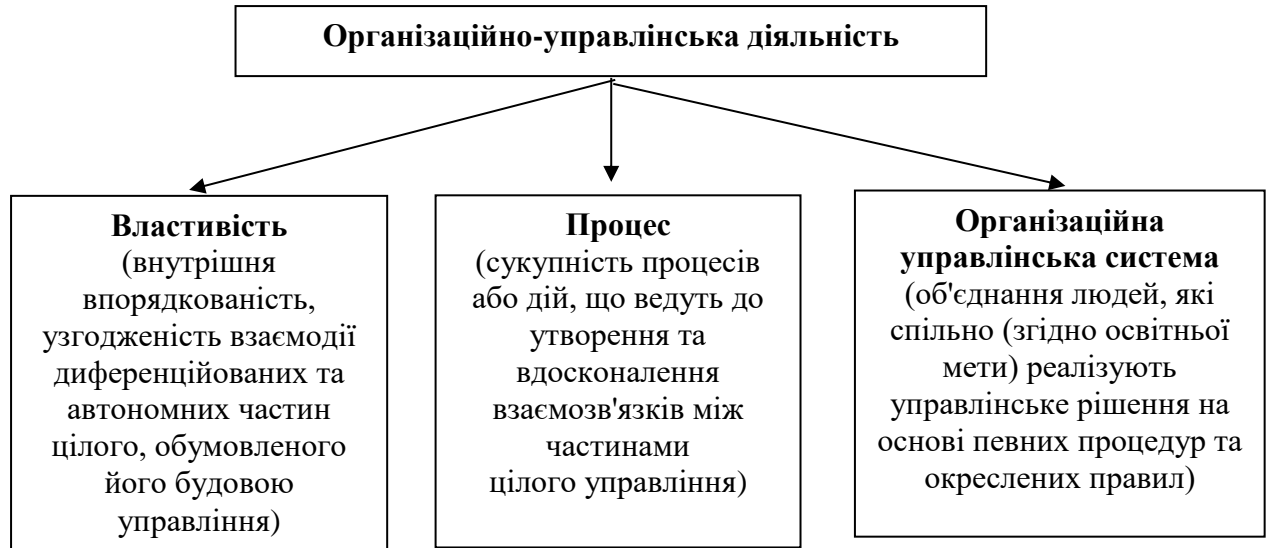 Організаційно-управлінська діяльність
Властивість
(внутрішня
впорядкованість,
узгодженість взаємодії
диференційованих та
автономних частин
цілого, обумовленого
його будовою
управління)
Процес
(сукупність процесів
або дій, що ведуть до
утворення та
вдосконалення
взаємозв'язків між
частинами
цілого управління)
Організаційна
управлінська система
(об'єднання людей, які
спільно (згідно освітньої
мети) реалізують
управлінське рішення на
основі певних процедур та
окреслених правил)